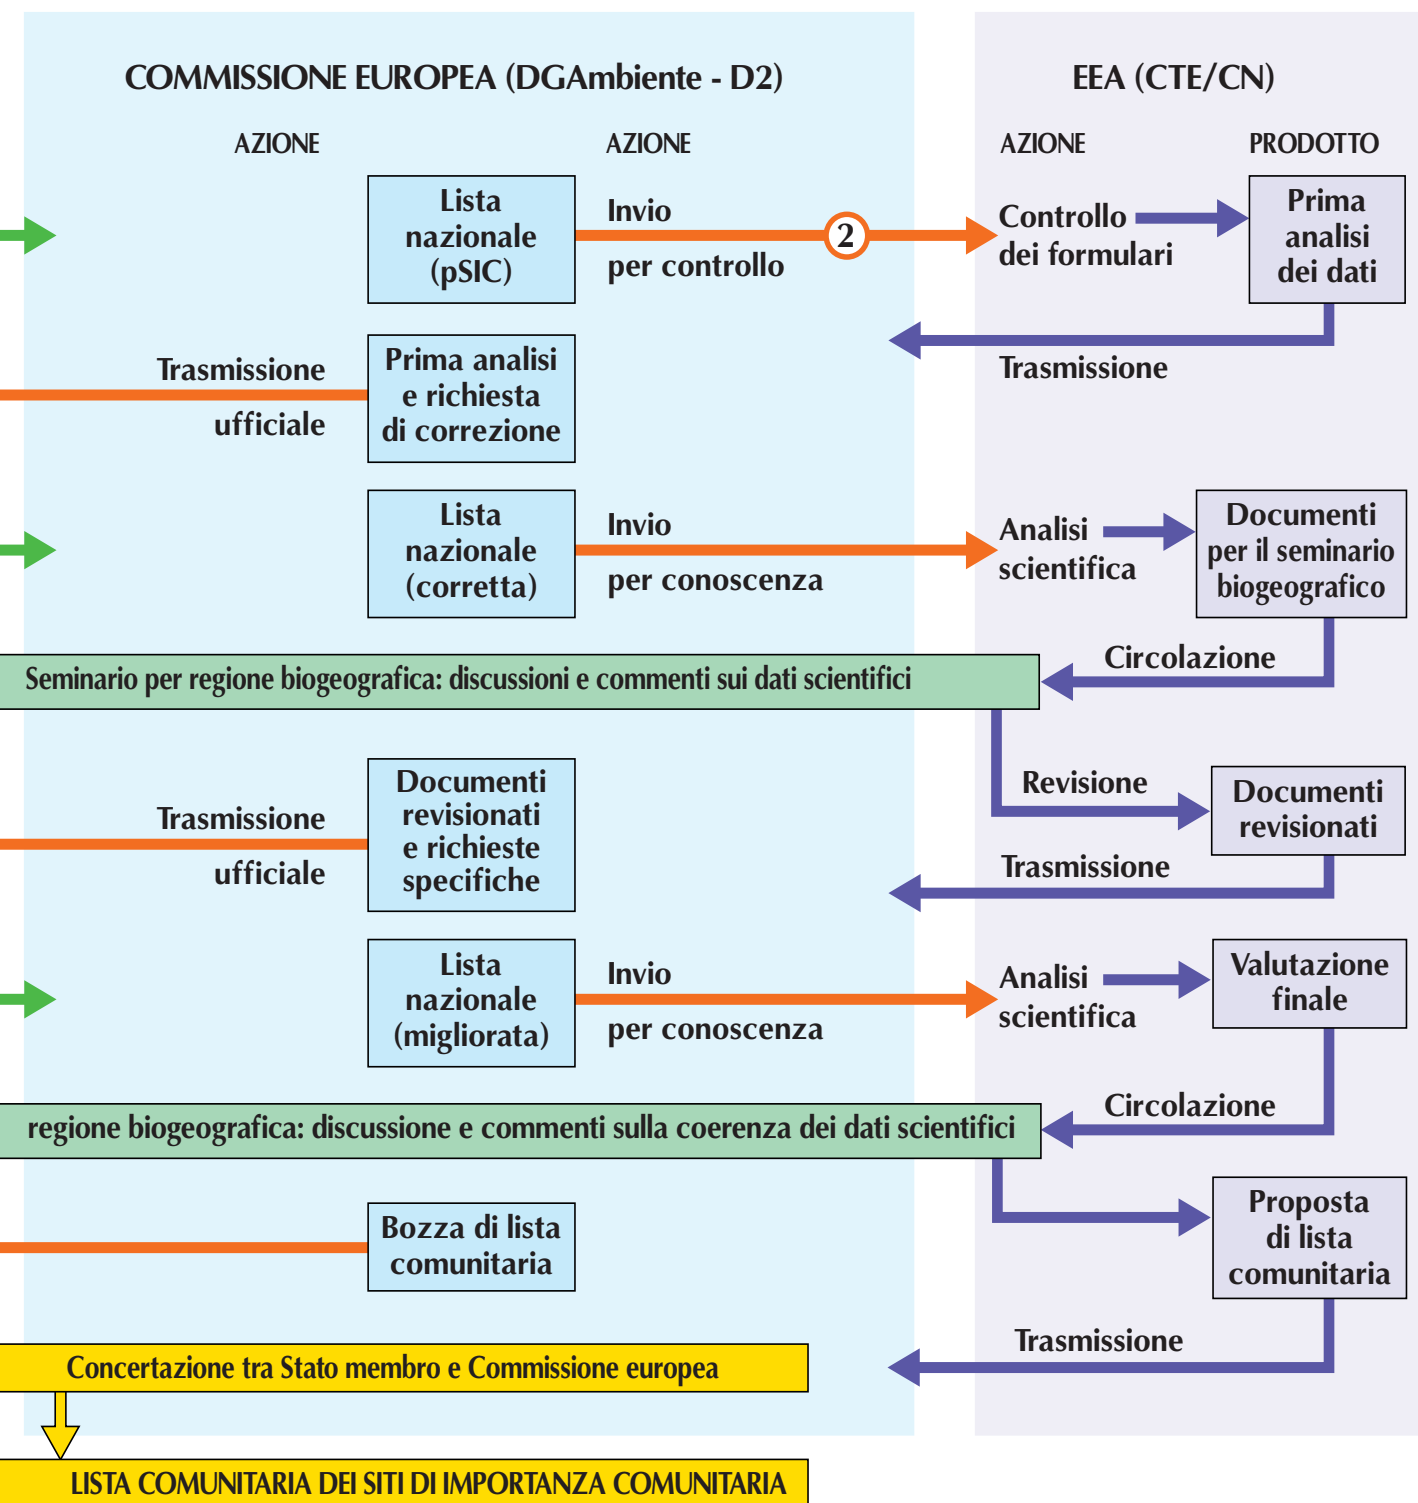 COMMISSIONE EUROPEA (DGAmbiente - D2)
EEA (CTE/CN)
AZIONE
AZIONE
AZIONE
PRODOTTO
Lista
nazionale
(pSIC)
Invio
per controllo
2
Controllo
dei formulari
Prima
analisi
dei dati
Trasmissione
Trasmissione
ufficiale
Prima analisi
e richiesta
di correzione
Lista
nazionale
(corretta)
Invio
per conoscenza
Analisi
scientifica
Documenti
per il seminario
biogeografico
Circolazione
Seminario per regione biogeografica: discussioni e commenti sui dati scientifici
Revisione
Documenti
revisionati
Trasmissione
Trasmissione
ufficiale
Documenti
revisionati
e richieste
specifiche
Lista
nazionale
(migliorata)
Invio
per conoscenza
Analisi
scientifica
Valutazione
finale
Circolazione
regione biogeografica: discussione e commenti sulla coerenza dei dati scientifici
Bozza di lista
comunitaria
Proposta
di lista
comunitaria
Trasmissione
Concertazione tra Stato membro e Commissione europea
LISTA COMUNITARIA DEI SITI DI IMPORTANZA COMUNITARIA